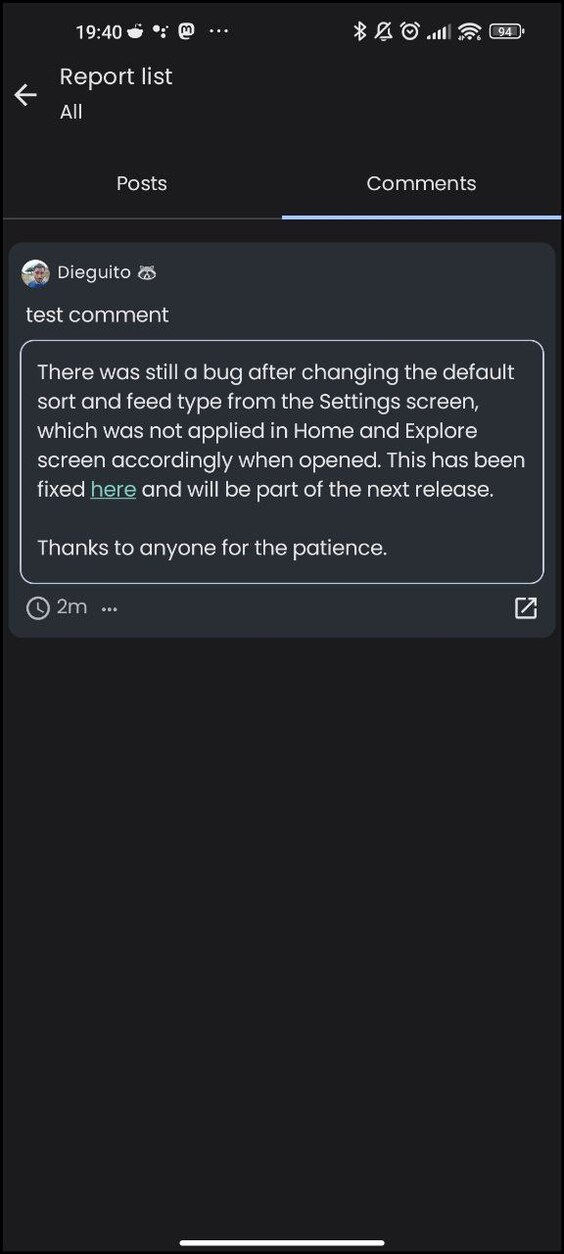 19:40
94
Report list
All
Posts
Comments
Dieguito 🦝
test comment
There was still a bug after changing the default
sort and feed type from the Settings screen,
which was not applied in Home and Explore
screen accordingly when opened. This has been
fixed here and will be part of the next release.
Thanks to anyone for the patience.
2m